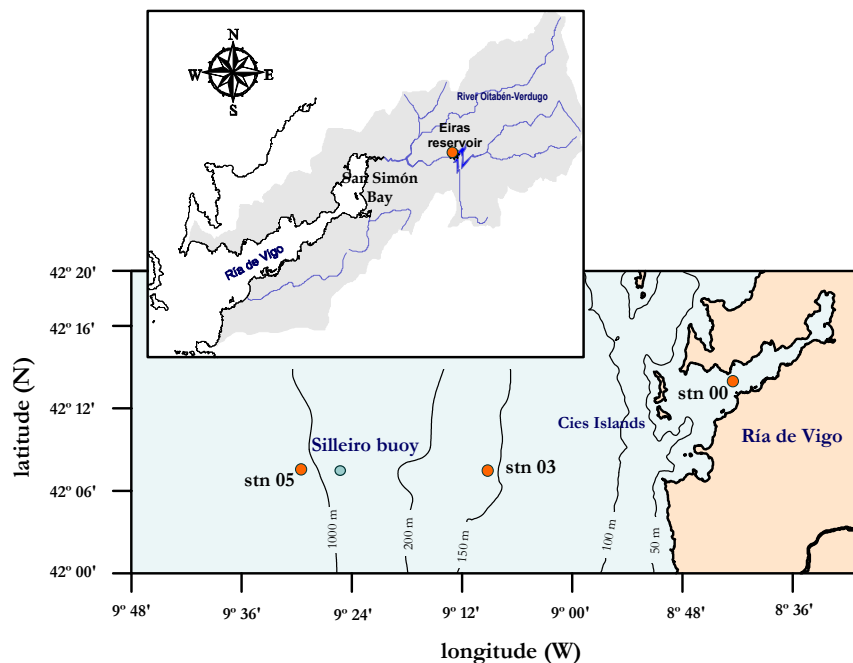 N
W E
S
River Oitabén-Verdugo
Eiras
reservoir
San Simón
Bay
Ría de Vigo
42º 20'
42º 16'
42º 12'
42º 06'
42º 00'
latitude (N)
stn 00
Cies Islands
Ría de Vigo
Silleiro buoy
stn 05
stn 03
1000 m
200 m
150 m
100 m
50 m
9º 48'
9º 36'
9º 24'
9º 12'
9º 00'
8º 48'
8º 36'
longitude (W)